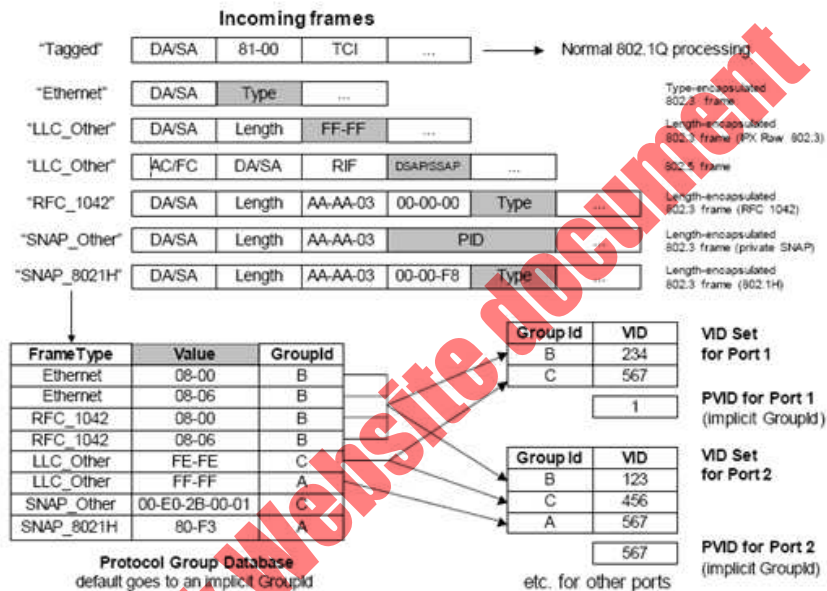 Incoming frames
"Tagged" DA/SA 81-00 TCI ... Normal 802.1Q processing
"Ethernet" DA/SA Type ... Type-encapsulated
802.3 frame
"LLC_Other" DA/SA Length FF-FF ... Length-encapsulated
802.3 frame (IPX Raw 802.3)
"LLC_Other" AC/FC DA/SA RIF DSAP/SSAP ... 802.5 frame
"RFC_1042" DA/SA Length AA-AA-03 00-00-00 Type ... Length-encapsulated
802.3 frame (RFC 1042)
"SNAP_Other" DA/SA Length AA-AA-03 PID ... Length-encapsulated
802.3 frame (private SNAP)
"SNAP_8021H" DA/SA Length AA-AA-03 00-00-F8 Type ... Length-encapsulated
802.3 frame (802.1H)
FrameType Value GroupId
Ethernet 08-00 B
Ethernet 08-06 B
RFC_1042 08-00 B
RFC_1042 08-06 B
LLC_Other FE-FE C
LLC_Other FF-FF A
SNAP_Other 00-E0-2B-00-01 C
SNAP_8021H 80-F3 A
Protocol Group Database
default goes to an implicit GroupId
Group Id VID
B 234
C 567
VID Set
for Port 1
1
PVID for Port 1
(implicit GroupId)
Group Id VID
B 123
C 456
A 567
VID Set
for Port 2
567
PVID for Port 2
(implicit GroupId)
etc. for other ports
Website document